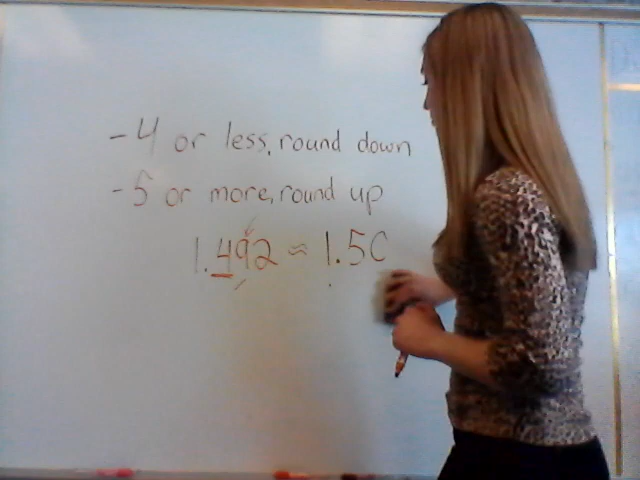 -4 or less, round down
-5 or more, round up
1.492 ≈ 1.50